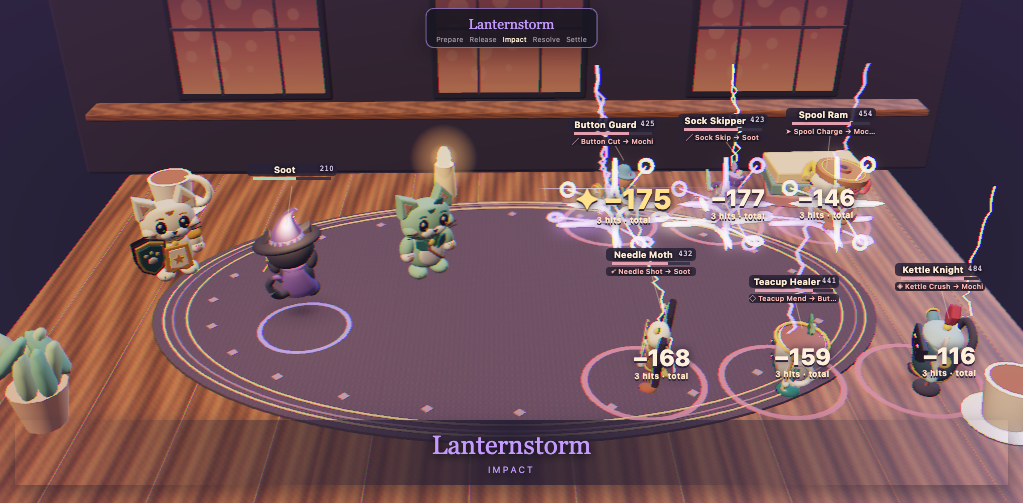 Lanternstorm
Prepare Release Impact Resolve Settle
Button Guard 425
Button Cut → Mochi
Sock Skipper 423
Sock Skip → Soot
Spool Ram 454
Spool Charge → Moc...
Soot 210
–175
3 hits · total
–177
3 hits · total
–146
3 hits · total
Needle Moth 432
Needle Shot → Soot
Teacup Healer 441
Teacup Mend → But...
Kettle Knight 484
Kettle Crush → Mochi
–168
3 hits · total
–159
3 hits · total
–116
3 hits · total
Lanternstorm
IMPACT